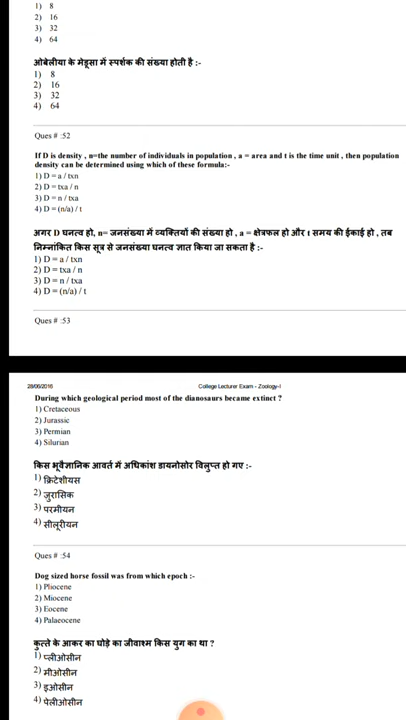 1) 8
2) 16
3) 32
4) 64
ओबेलीया के मेडूसा में स्पर्शक की संख्या होती है :-
1) 8
2) 16
3) 32
4) 64
Ques # :52
If D is density , n=the number of individuals in population , a = area and t is the time unit , then population
density can be determined using which of these formula:-
1) D = a / txn
2) D = txa / n
3) D = n / txa
4) D = (n/a) / t
अगर D घनत्व हो, n= जनसंख्या में व्यक्तियों की संख्या हो , a = क्षेत्रफल हो और t समय की ईकाई हो , तब
निम्नांकित किस सूत्र से जनसंख्या घनत्व ज्ञात किया जा सकता है :-
1) D = a / txn
2) D = txa / n
3) D = n / txa
4) D = (n/a) / t
Ques # :53
28/06/2016 College Lecturer Exam - Zoology-I
During which geological period most of the dianosaurs became extinct ?
1) Cretaceous
2) Jurassic
3) Permian
4) Silurian
किस भूवैज्ञानिक आवर्त में अधिकांश डायनोसोर विलुप्त हो गए :-
1) क्रिटेशीयस
2) जुरासिक
3) परमीयन
4) सीलूरीयन
Ques # :54
Dog sized horse fossil was from which epoch :-
1) Pliocene
2) Miocene
3) Eocene
4) Palaeocene
कुत्ते के आकार का घोड़े का जीवाश्म किस युग का था ?
1) प्लीओसीन
2) मीओसीन
3) इओसीन
4) पेलीओसीन